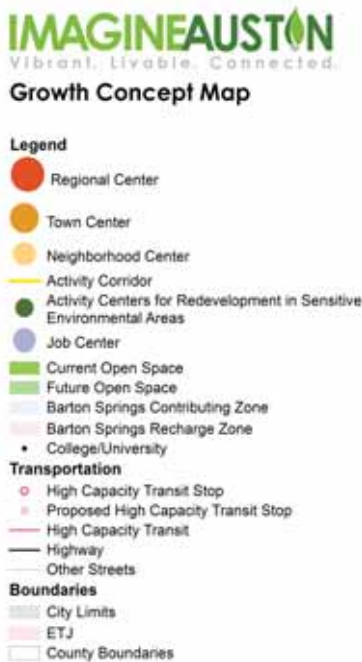 IMAGINEAUSTIN
Vibrant. Livable. Connected.
Growth Concept Map
Legend
Regional Center
Town Center
Neighborhood Center
Activity Corridor
Activity Centers for Redevelopment in Sensitive
Environmental Areas
Job Center
Current Open Space
Future Open Space
Barton Springs Contributing Zone
Barton Springs Recharge Zone
College/University
Transportation
High Capacity Transit Stop
Proposed High Capacity Transit Stop
High Capacity Transit
Highway
Other Streets
Boundaries
City Limits
ETJ
County Boundaries